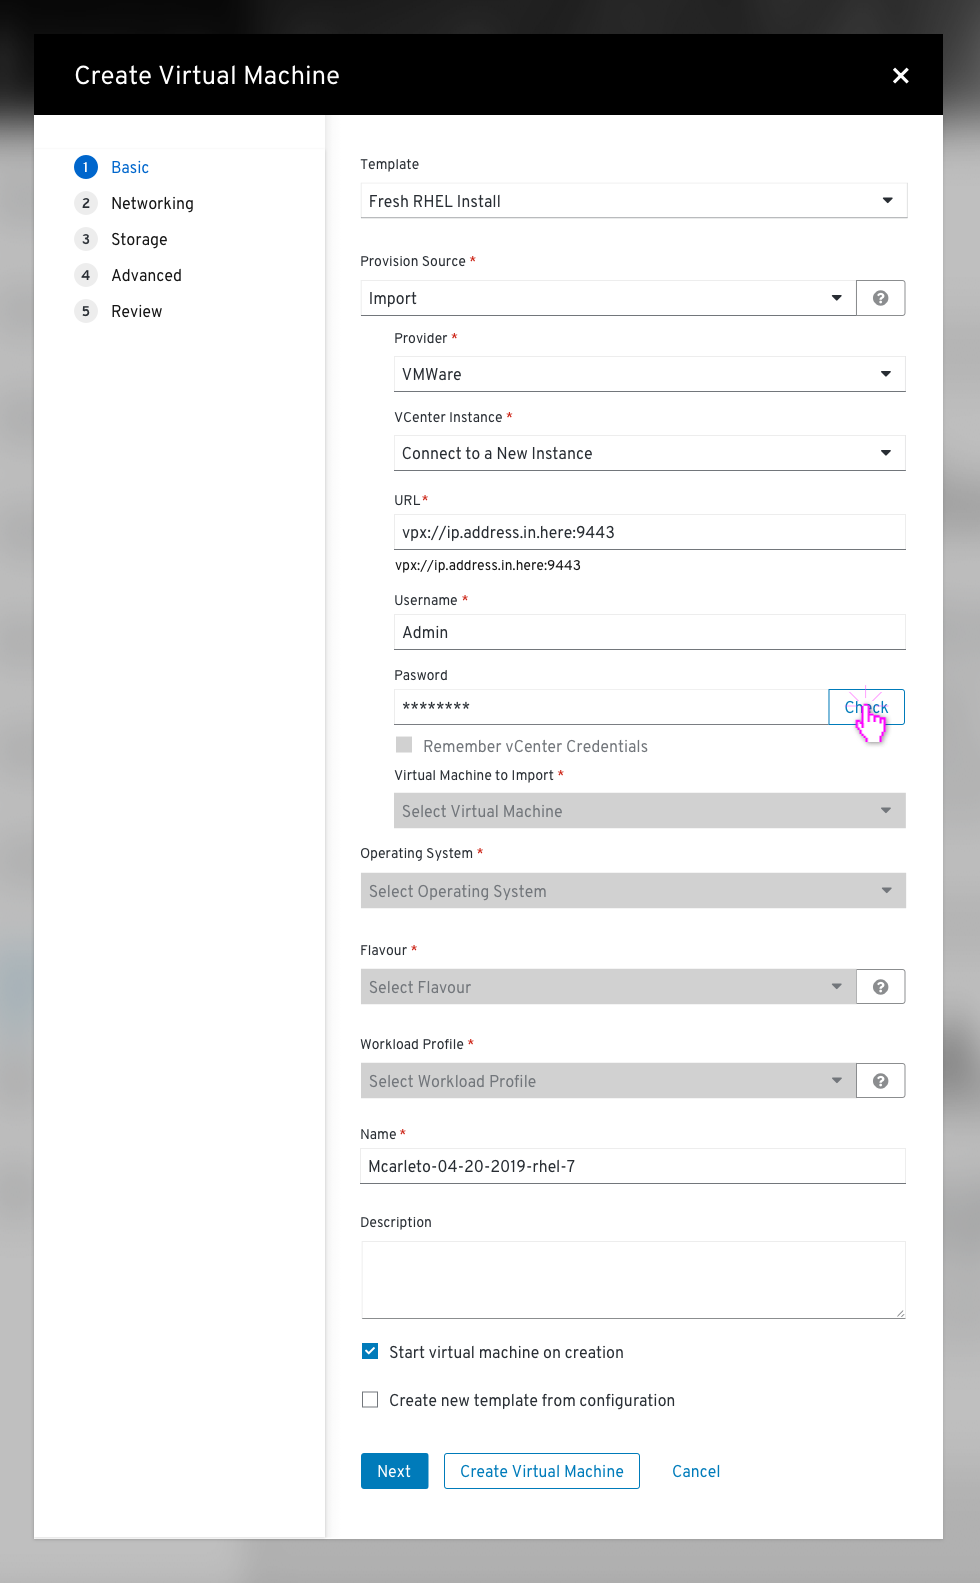 Create Virtual Machine
1 Basic
2 Networking
3 Storage
4 Advanced
5 Review
Template
Fresh RHEL Install
Provision Source *
Import
Provider *
VMWare
VCenter Instance *
Connect to a New Instance
URL*
vpx://ip.address.in.here:9443
vpx://ip.address.in.here:9443
Username *
Admin
Pasword
******** Check
Remember vCenter Credentials
Virtual Machine to Import *
Select Virtual Machine
Operating System *
Select Operating System
Flavour *
Select Flavour
Workload Profile *
Select Workload Profile
Name *
Mcarleto-04-20-2019-rhel-7
Description
Start virtual machine on creation
Create new template from configuration
Next Create Virtual Machine Cancel